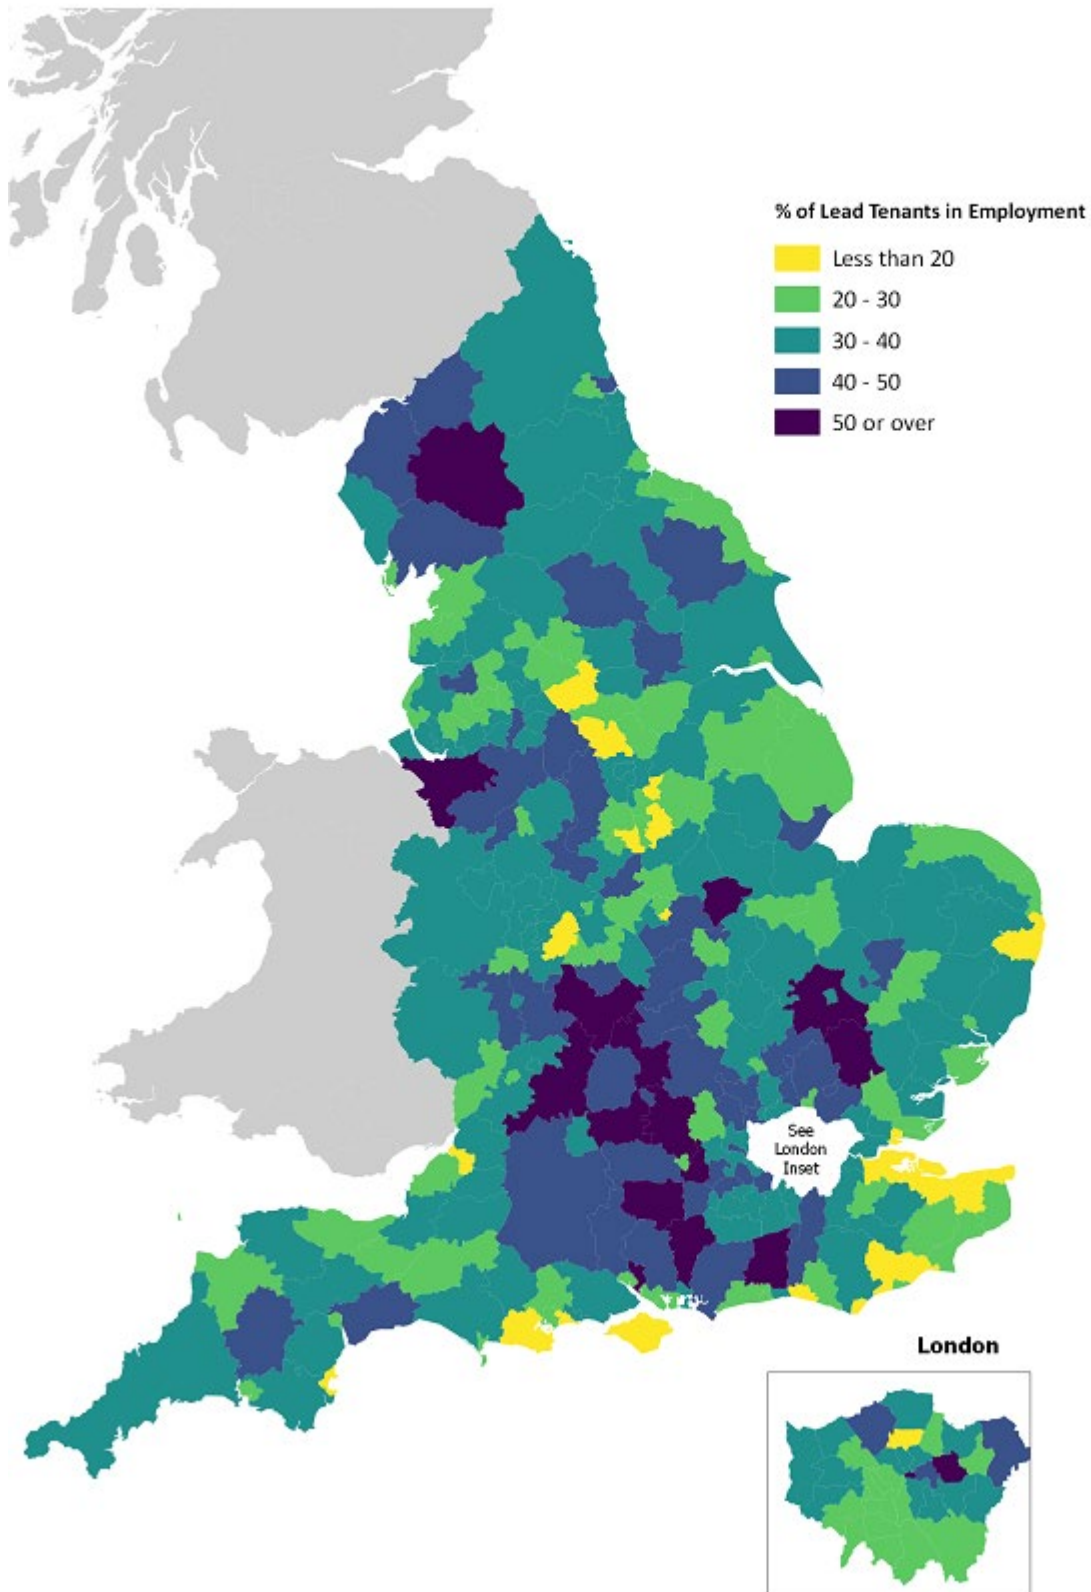 % of Lead Tenants in Employment
Less than 20
20 - 30
30 - 40
40 - 50
50 or over
See
London
Inset
London